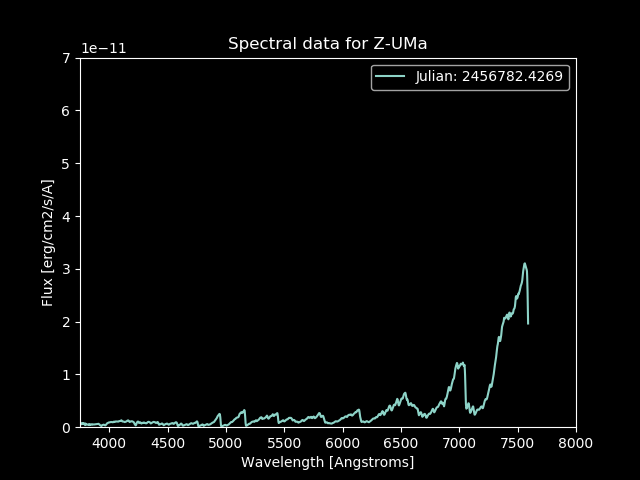 Spectral data for Z-UMa
1e−11
Julian: 2456782.4269
7
6
5
4
3
2
1
0
Flux [erg/cm2/s/A]
4000 4500 5000 5500 6000 6500 7000 7500 8000
Wavelength [Angstroms]